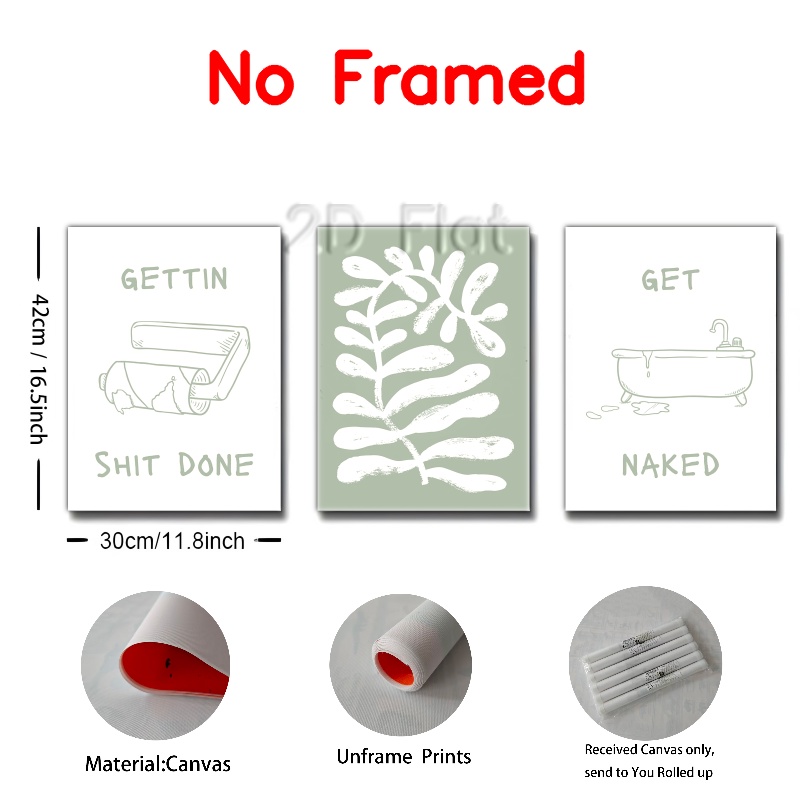 No Framed
2D Flat
GETTIN
SHIT DONE
GET
NAKED
42cm / 16.5inch
30cm/11.8inch
Material:Canvas
Unframe Prints
Received Canvas only,
send to You Rolled up